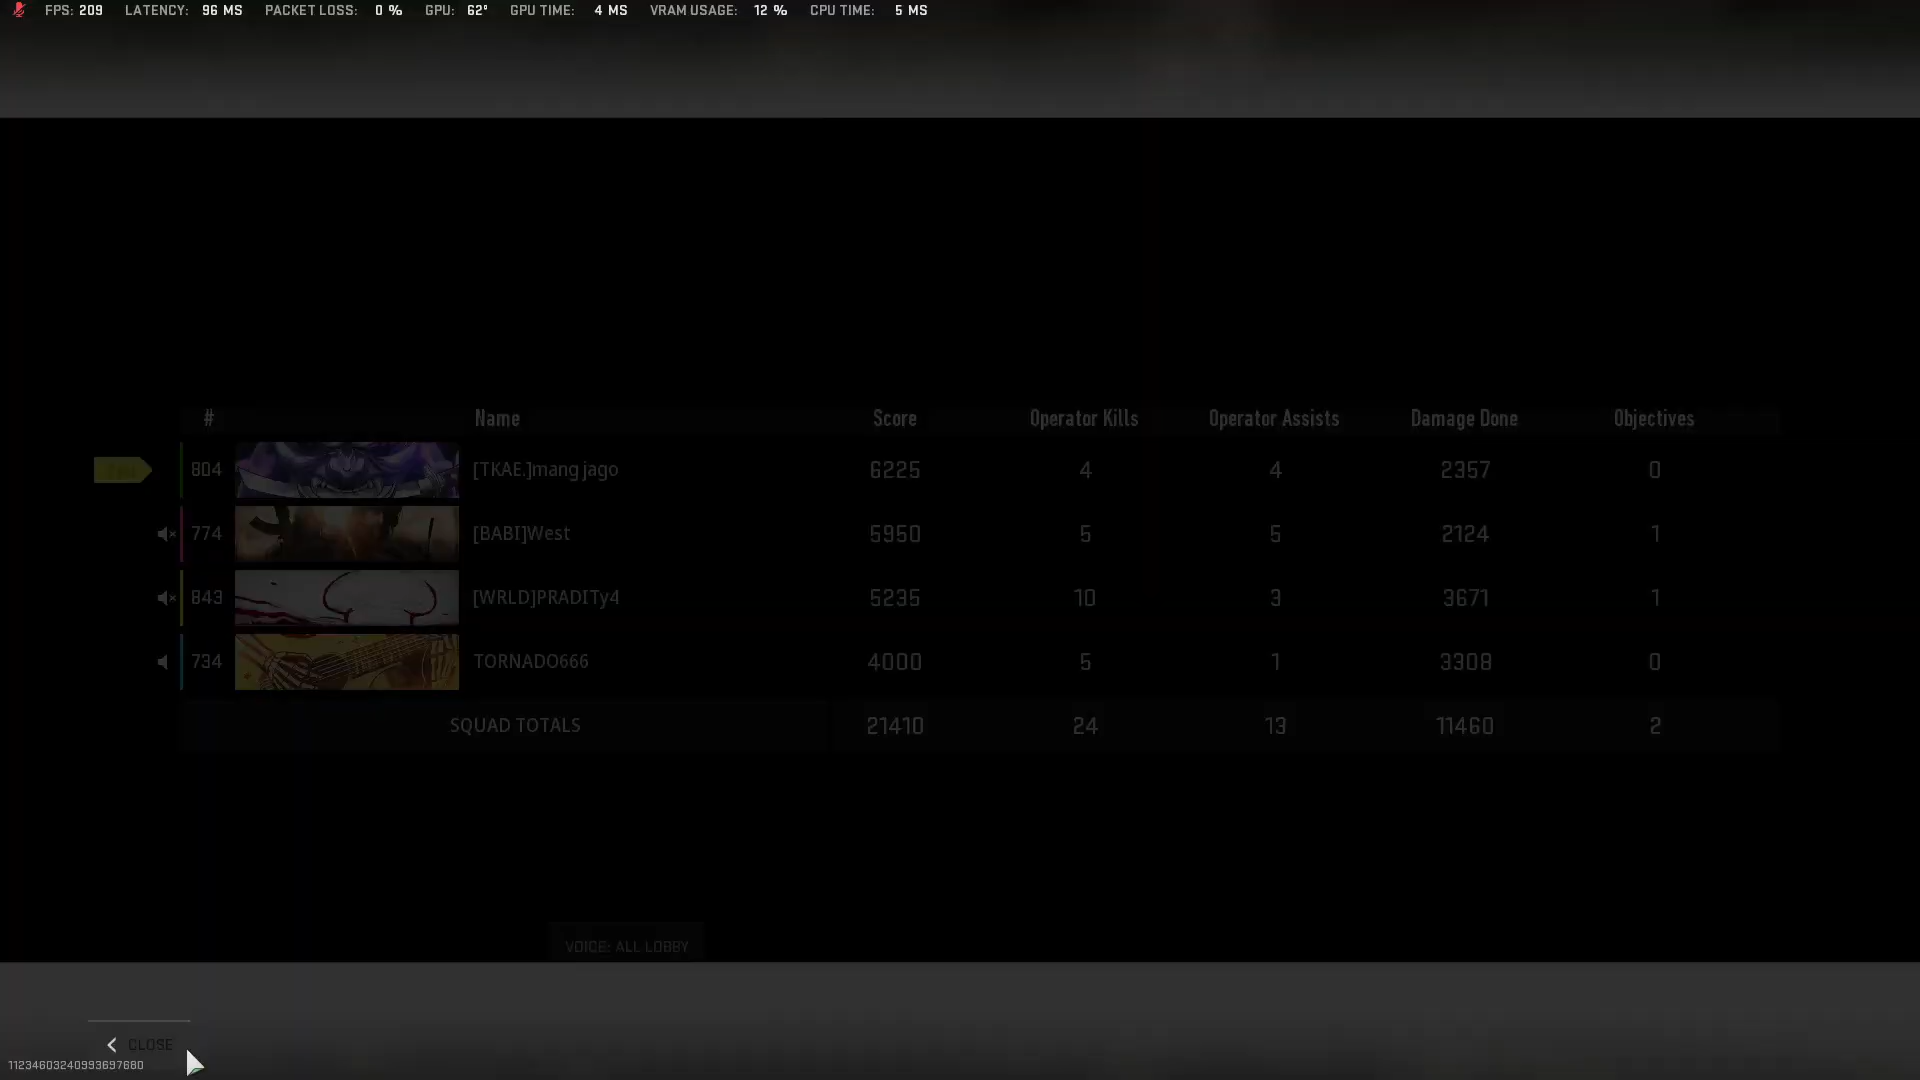 FPS: 209 LATENCY: 96 MS PACKET LOSS: 0 % GPU: 62° GPU TIME: 4 MS VRAM USAGE: 12 % CPU TIME: 5 MS
# Name Score Operator Kills Operator Assists Damage Done Objectives
804 [TKAE.]mang jago 6225 4 4 2357 0
774 [BABI]West 5950 5 5 2124 1
843 [WRLD]PRADITy4 5235 10 3 3671 1
734 TORNADO666 4000 5 1 3308 0
SQUAD TOTALS 21410 24 13 11460 2
VOICE: ALL LOBBY
CLOSE
11234603240993697680